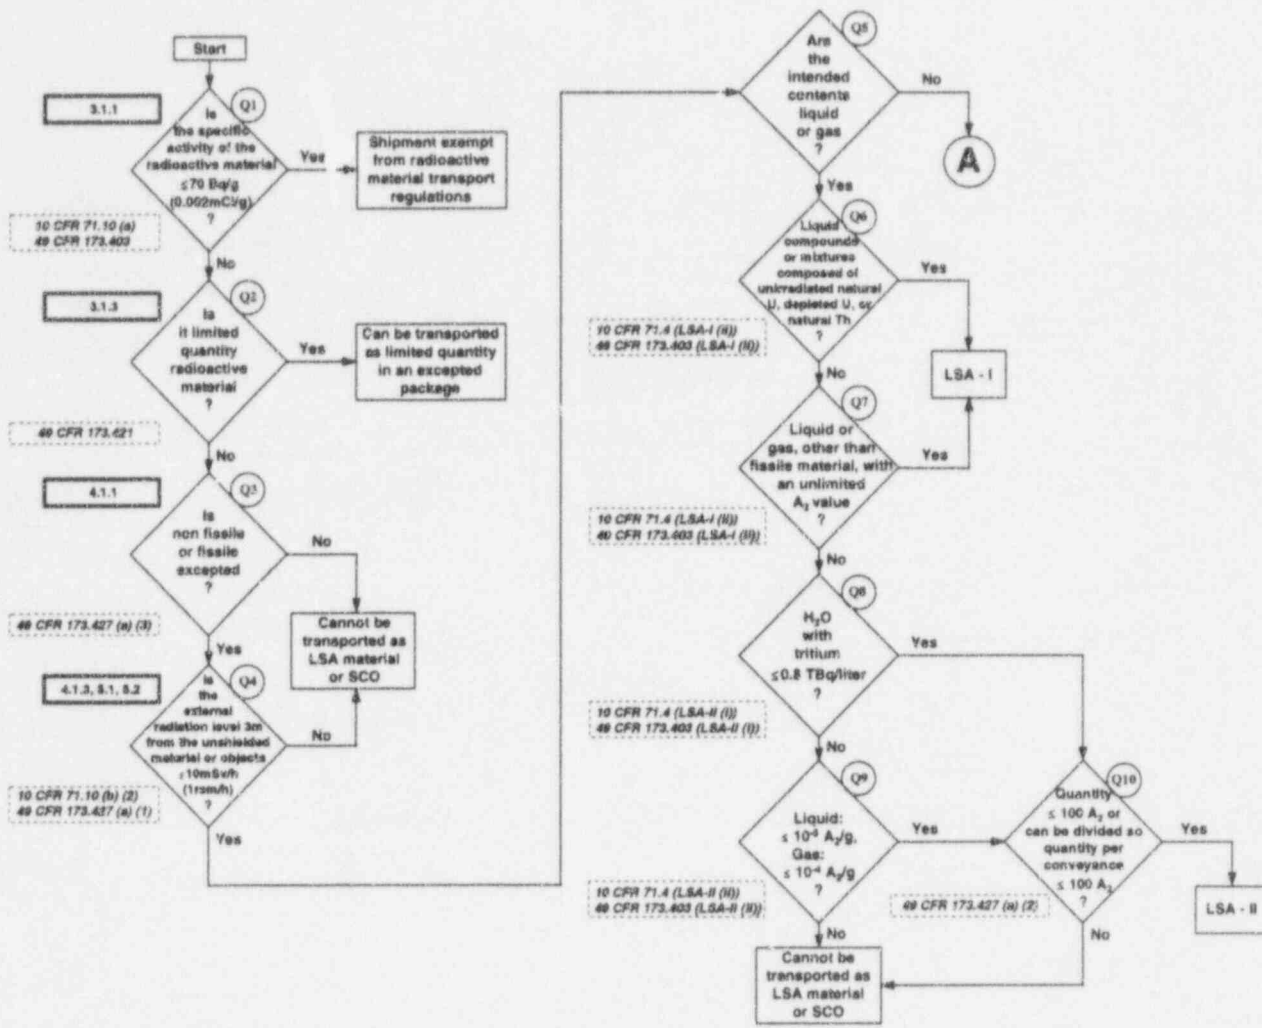 Start
3.1.1
Q1
Is
the specific
activity of the
radioactive material
≤70 Bq/g
(0.002mCi/g)
?
Yes
Shipment exempt
from radioactive
material transport
regulations
10 CFR 71.10 (a)
49 CFR 173.403
No
3.1.3
Q2
Is
it limited
quantity
radioactive
material
?
Yes
Can be transported
as limited quantity
in an excepted
package
49 CFR 173.421
No
4.1.1
Q3
Is
non fissile
or fissile
excepted
?
No
49 CFR 173.427 (a) (3)
Cannot be
transported as
LSA material
or SCO
Yes
4.1.3, 5.1, 5.2
Q4
Is
the
external
radiation level 3m
from the unshielded
material or objects
≤10mSv/h
(1rem/h)
?
No
10 CFR 71.10 (b) (2)
49 CFR 173.427 (a) (1)
Yes
Q5
Are
the
intended
contents
liquid
or gas
?
No
A
Yes
Q6
Liquid
compounds
or mixtures
composed of
unirradiated natural
U, depleted U, or
natural Th
?
Yes
10 CFR 71.4 (LSA-I (ii))
49 CFR 173.403 (LSA-I (ii))
LSA - I
No
Q7
Liquid or
gas, other than
fissile material, with
an unlimited
A₂ value
?
Yes
10 CFR 71.4 (LSA-I (ii))
49 CFR 173.403 (LSA-I (ii))
No
Q8
H₂O
with
tritium
≤0.8 TBq/liter
?
Yes
10 CFR 71.4 (LSA-II (i))
49 CFR 173.403 (LSA-II (i))
No
Q9
Liquid:
≤ 10⁻⁵ A₂/g,
Gas:
≤ 10⁻⁴ A₂/g
?
Yes
10 CFR 71.4 (LSA-II (ii))
49 CFR 173.403 (LSA-II (ii))
Q10
Quantity
≤ 100 A₂ or
can be divided so
quantity per
conveyance
≤ 100 A₂
?
Yes
49 CFR 173.427 (a) (2)
LSA - II
No
No
Cannot be
transported as
LSA material
or SCO